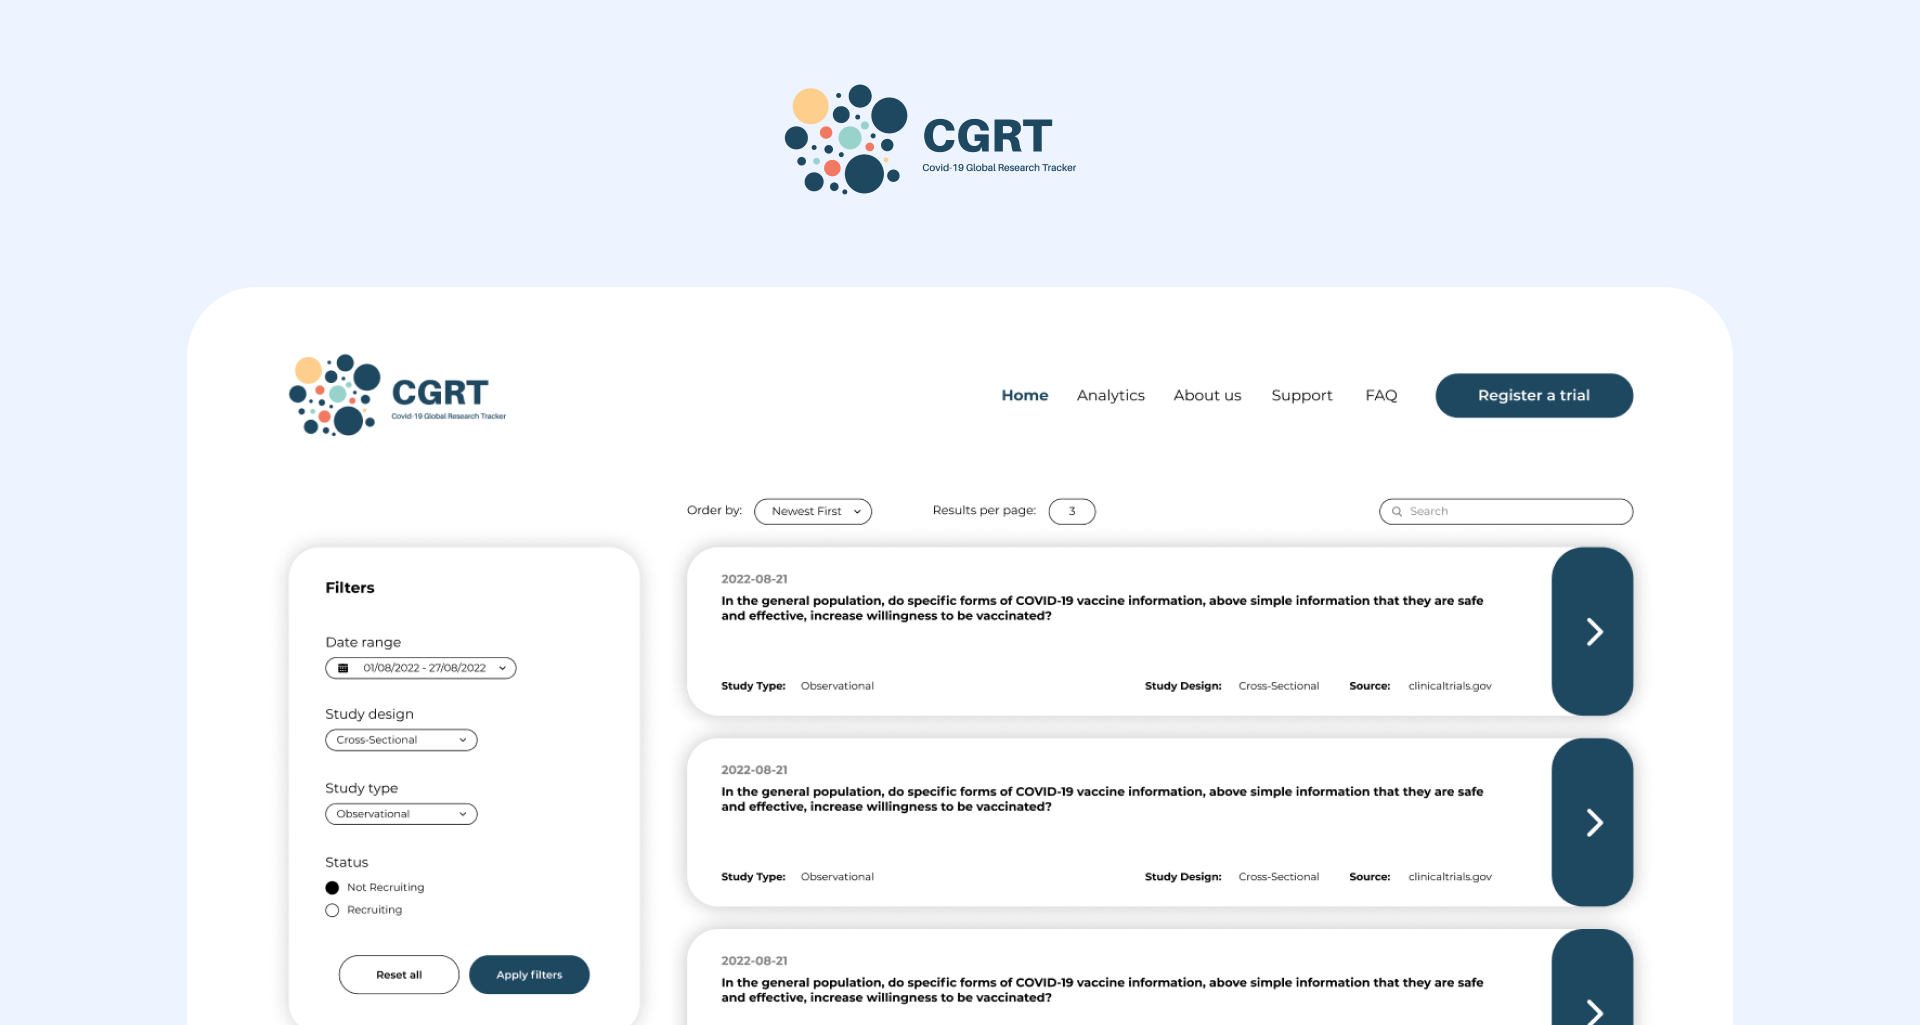 CGRT
Covid-19 Global Research Tracker
CGRT
Covid-19 Global Research Tracker
Home Analytics About us Support FAQ Register a trial
Order by: Newest First Results per page: 3 Search
Filters
Date range
01/08/2022 - 27/08/2022
Study design
Cross-Sectional
Study type
Observational
Status
Not Recruiting
Recruiting
Reset all Apply filters
2022-08-21
In the general population, do specific forms of COVID-19 vaccine information, above simple information that they are safe
and effective, increase willingness to be vaccinated?
Study Type: Observational Study Design: Cross-Sectional Source: clinicaltrials.gov
2022-08-21
In the general population, do specific forms of COVID-19 vaccine information, above simple information that they are safe
and effective, increase willingness to be vaccinated?
Study Type: Observational Study Design: Cross-Sectional Source: clinicaltrials.gov
2022-08-21
In the general population, do specific forms of COVID-19 vaccine information, above simple information that they are safe
and effective, increase willingness to be vaccinated?